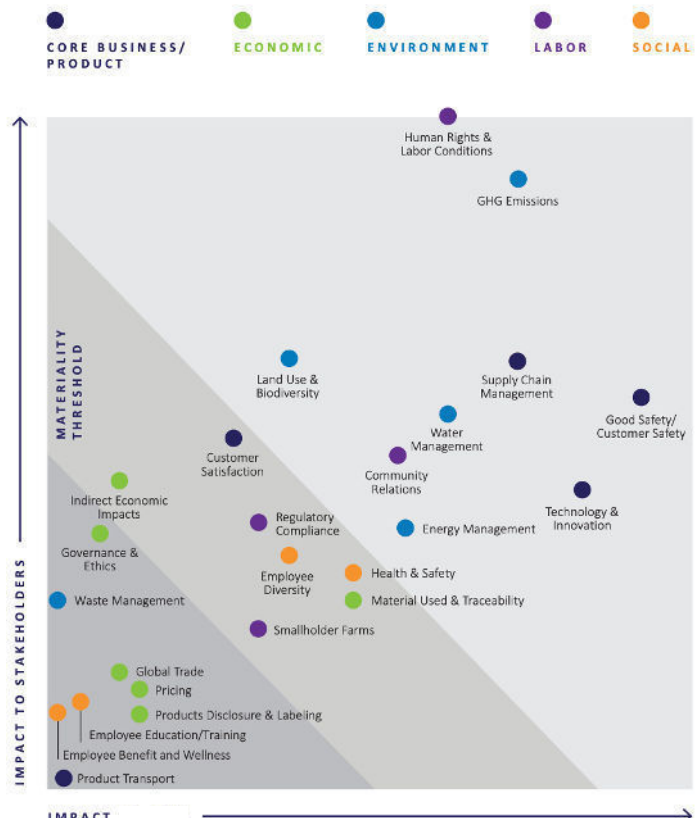 CORE BUSINESS/
PRODUCT
ECONOMIC
ENVIRONMENT
LABOR
SOCIAL
Human Rights &
Labor Conditions
GHG Emissions
MATERIALITY
THRESHOLD
Land Use &
Biodiversity
Supply Chain
Management
Good Safety/
Customer Safety
Water
Management
Customer
Satisfaction
Community
Relations
Indirect Economic
Impacts
Technology &
Innovation
Regulatory
Compliance
Energy Management
Governance &
Ethics
Employee
Diversity
Health & Safety
Waste Management
Material Used & Traceability
Smallholder Farms
Global Trade
Pricing
Products Disclosure & Labeling
Employee Education/Training
Employee Benefit and Wellness
Product Transport
IMPACT TO STAKEHOLDERS
IMPACT